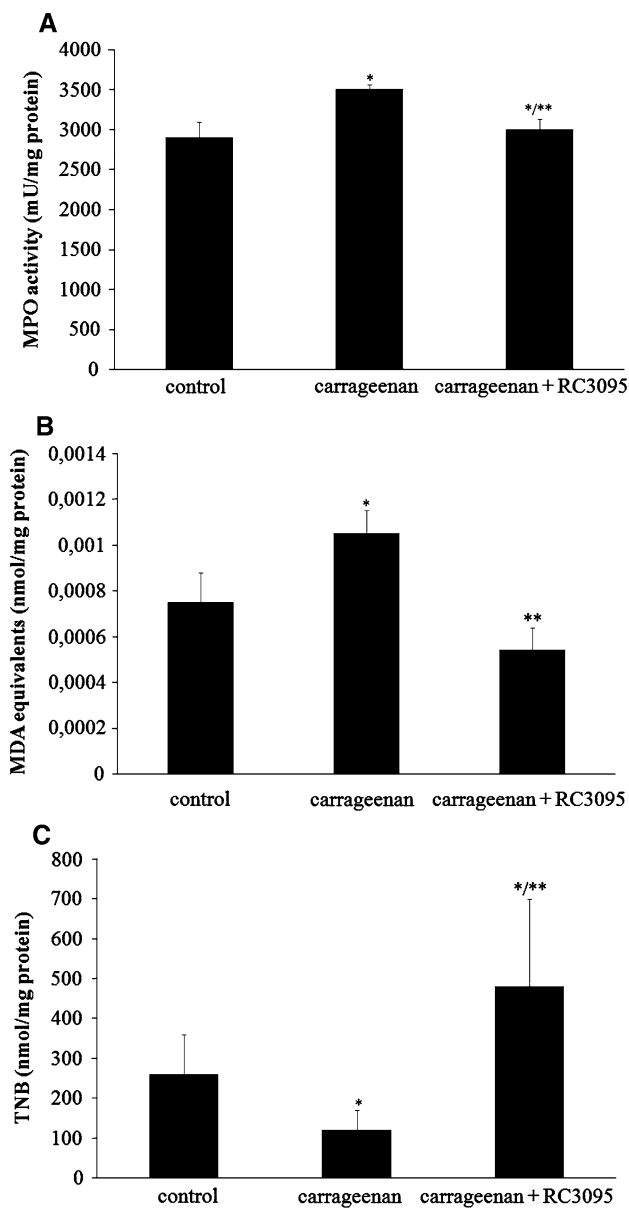 A
MPO activity (mU/mg protein)
4000
3500
3000
2500
2000
1500
1000
500
0
*
*/**
control
carrageenan
carrageenan + RC3095
B
MDA equivalents (nmol/mg protein)
0,0014
0,0012
0,001
0,0008
0,0006
0,0004
0,0002
0
*
**
control
carrageenan
carrageenan + RC3095
C
TNB (nmol/mg protein)
800
700
600
500
400
300
200
100
0
*
*/**
control
carrageenan
carrageenan + RC3095